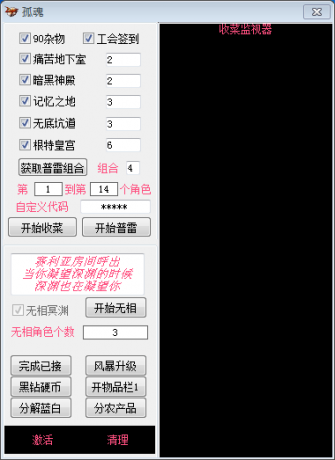 孤魂
90杂物 工会签到
痛苦地下室 2
暗黑神殿 2
记忆之地 3
无底坑道 3
根特皇宫 6
获取普雷组合 组合 4
第 1 到第 14 个角色
自定义代码 *****
开始收菜 开始普雷
赛利亚房间呼出
当你凝望深渊的时候
深渊也在凝望你
无相冥渊 开始无相
无相角色个数 3
完成已接 风暴升级
黑钻硬币 开物品栏1
分解蓝白 分农产品
激活 清理
收菜监视器